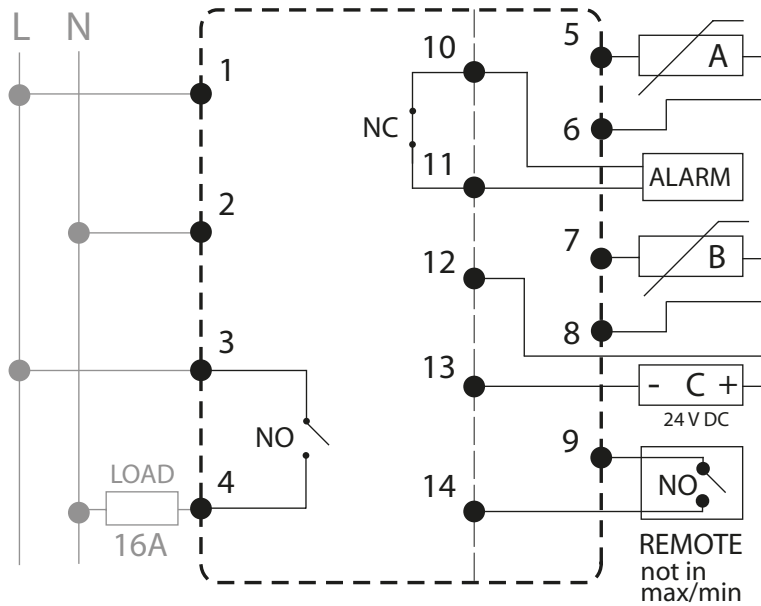 L N
1
2
3
4
LOAD
16A
NO
10
NC
11
12
13
14
5
A
6
ALARM
7
B
8
- C +
24 V DC
9
NO
REMOTE
not in
max/min